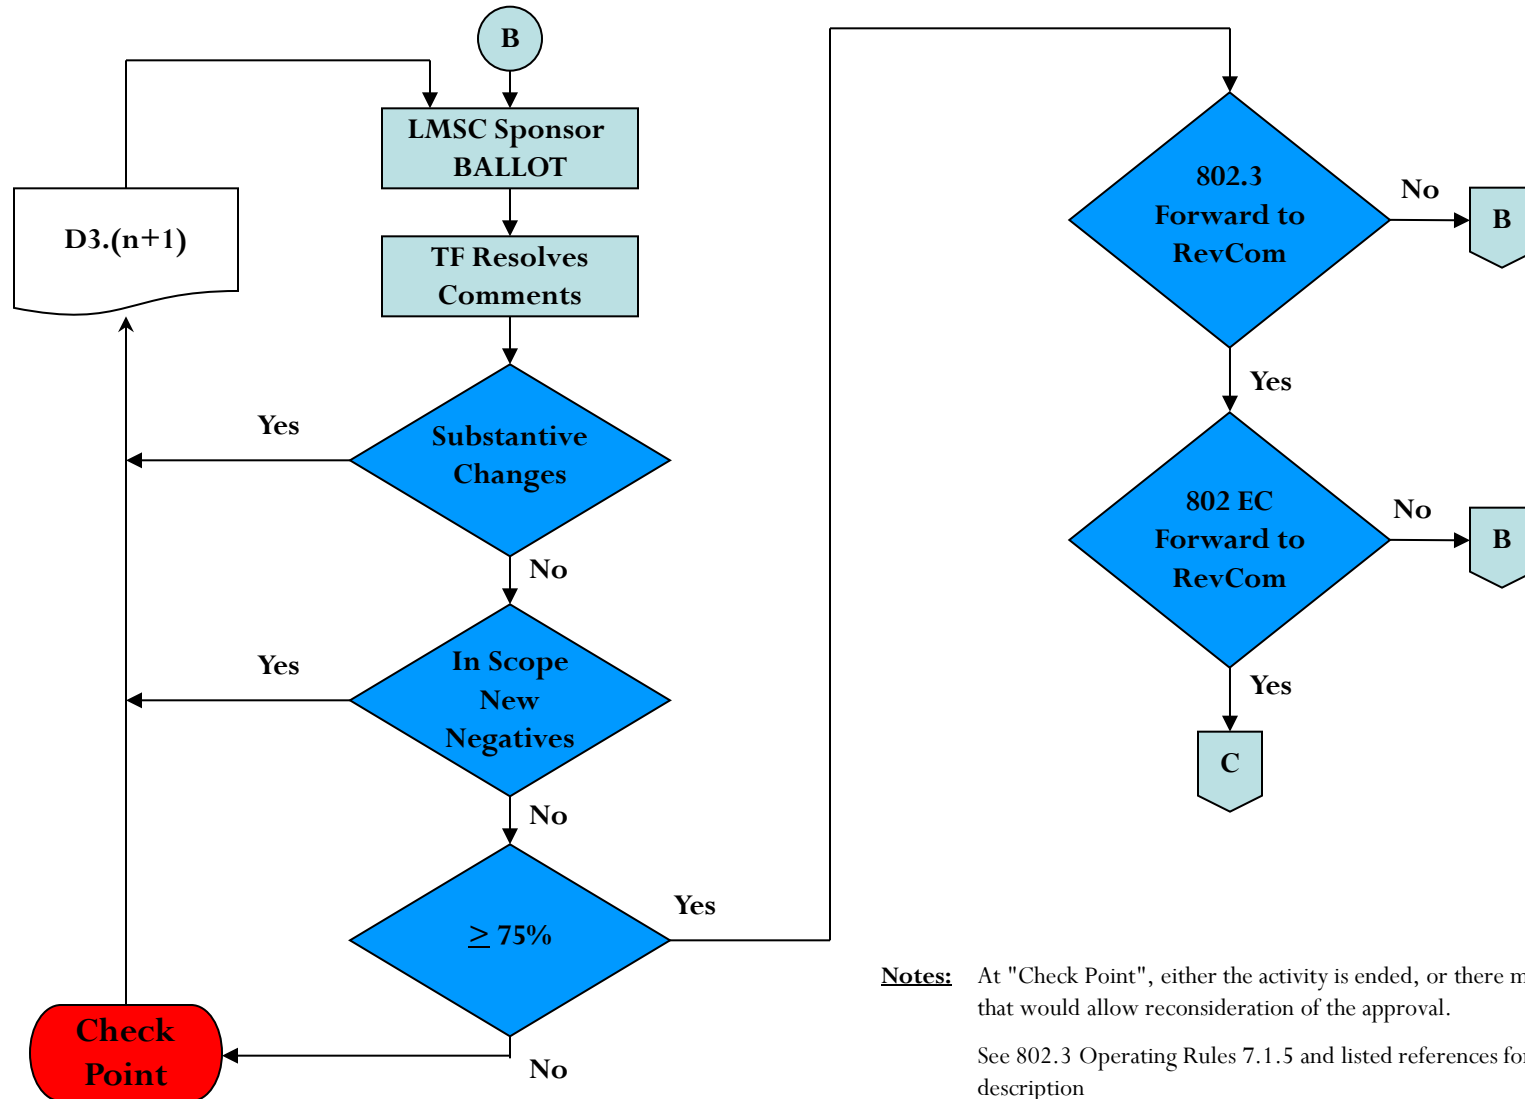 B
LMSC Sponsor
BALLOT
D3.(n+1)
TF Resolves
Comments
Yes
Substantive
Changes
No
Yes
In Scope
New
Negatives
No
≥ 75%
Yes
Check
Point
No
802.3
Forward to
RevCom
No
B
Yes
802 EC
Forward to
RevCom
No
B
Yes
C
Notes: At "Check Point", either the activity is ended, or there
that would allow reconsideration of the approval.
See 802.3 Operating Rules 7.1.5 and listed references for
description